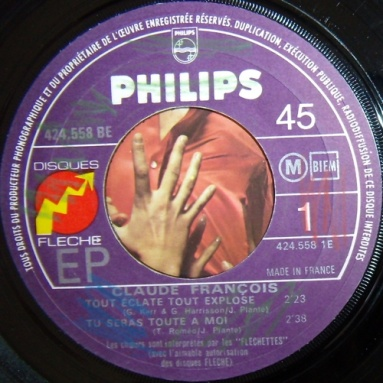 TOUS DROITS DU PRODUCTEUR PHONOGRAPHIQUE ET DU PROPRIÉTAIRE DE L'ŒUVRE ENREGISTRÉE RÉSERVÉS. DUPLICATION, EXÉCUTION PUBLIQUE, RADIODIFFUSION DE CE DISQUE INTERDITES
PHILIPS
PHILIPS
424.558 BE
45
DISQUES
FLECHE
EP
M BIEM
1
424.558 1E
MADE IN FRANCE
CLAUDE FRANÇOIS
TOUT ÉCLATE TOUT EXPLOSE 2'23
(G. Kerr & G. Harttisson/J. Plante)
TU SERAS TOUTE A MOI 2'38
(T. Roméo/J. Plante)
Les chœurs sont interprétés par les "FLECHETTES"
(avec l'aimable autorisation
des disques FLECHE)